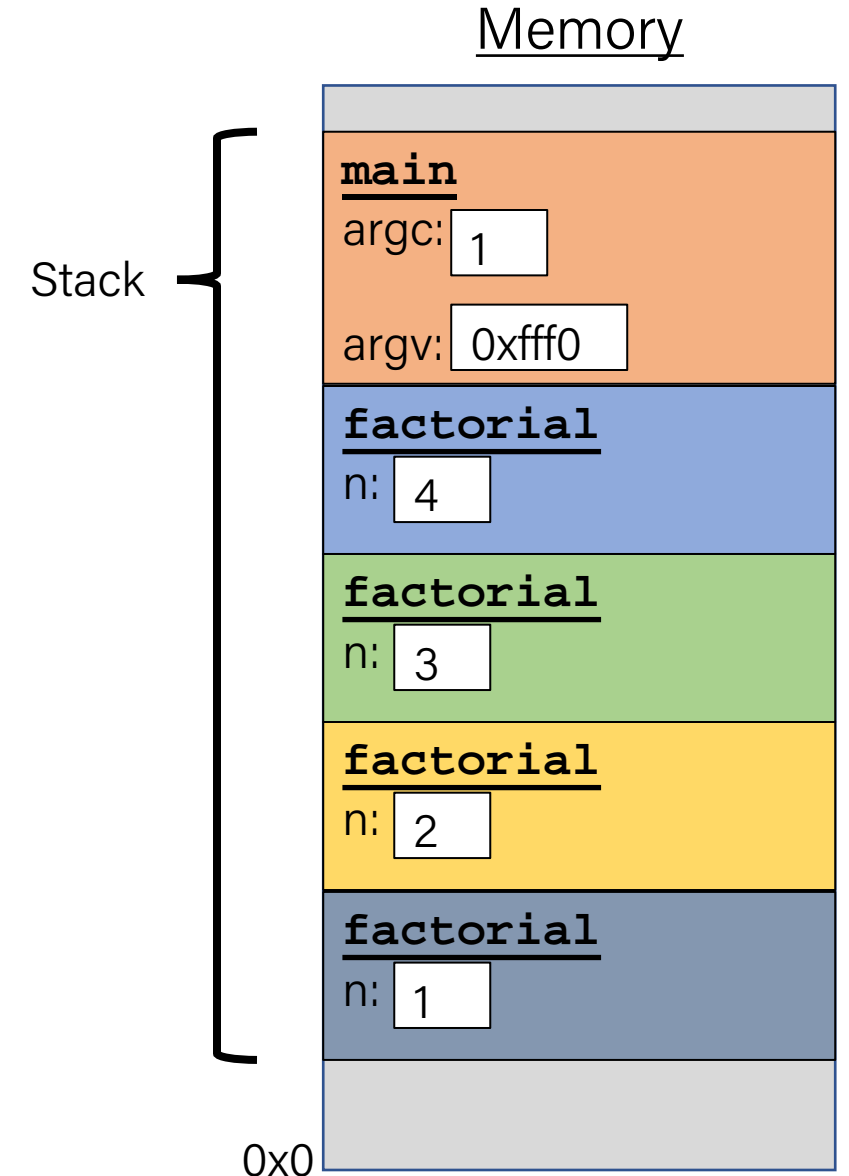 Memory
Stack
main
argc: 1
argv: 0xfff0
factorial
n: 4
factorial
n: 3
factorial
n: 2
factorial
n: 1
0x0